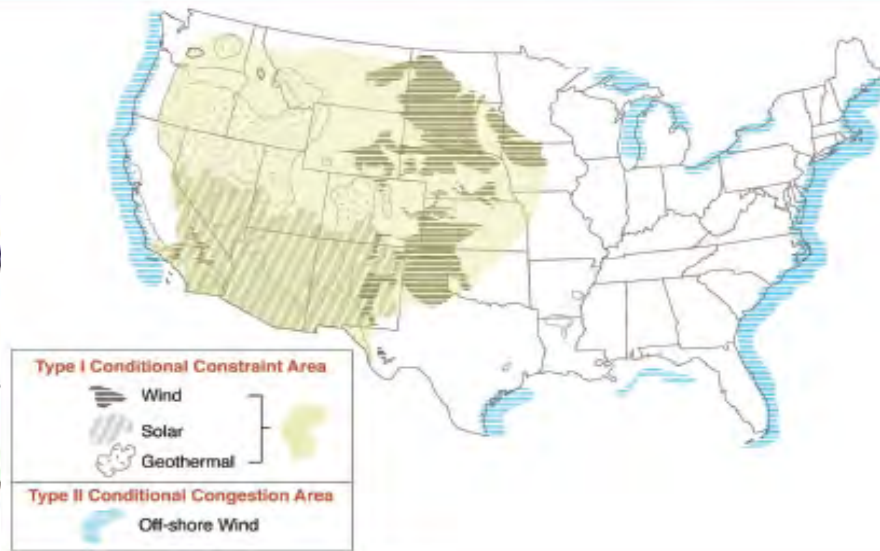 Type I Conditional Constraint Area
Wind
Solar
Geothermal
Type II Conditional Congestion Area
Off-shore Wind